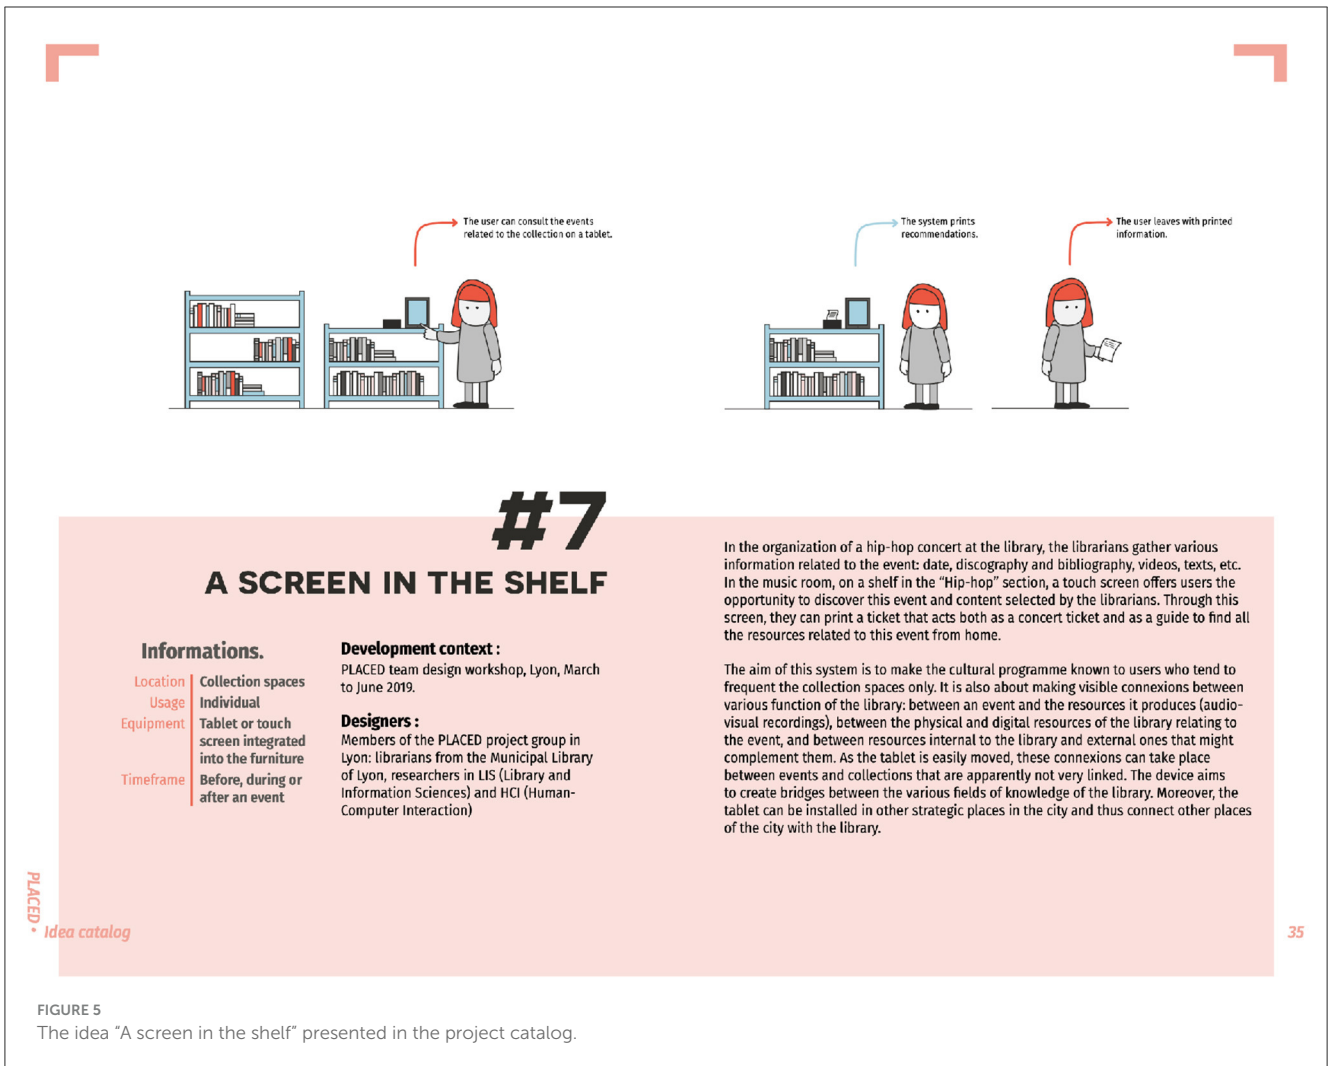 The user can consult the events
related to the collection on a tablet.
The system prints
recommendations.
The user leaves with printed
information.
#7
A SCREEN IN THE SHELF
Informations.
Location Collection spaces
Usage Individual
Equipment Tablet or touch
screen integrated
into the furniture
Timeframe Before, during or
after an event
Development context :
PLACED team design workshop, Lyon, March
to June 2019.
Designers :
Members of the PLACED project group in
Lyon: librarians from the Municipal Library
of Lyon, researchers in LIS (Library and
Information Sciences) and HCI (Human-
Computer Interaction)
In the organization of a hip-hop concert at the library, the librarians gather various
information related to the event: date, discography and bibliography, videos, texts, etc.
In the music room, on a shelf in the “Hip-hop” section, a touch screen offers users the
opportunity to discover this event and content selected by the librarians. Through this
screen, they can print a ticket that acts both as a concert ticket and as a guide to find all
the resources related to this event from home.
The aim of this system is to make the cultural programme known to users who tend to
frequent the collection spaces only. It is also about making visible connexions between
various function of the library: between an event and the resources it produces (audio-
visual recordings), between the physical and digital resources of the library relating to
the event, and between resources internal to the library and external ones that might
complement them. As the tablet is easily moved, these connexions can take place
between events and collections that are apparently not very linked. The device aims
to create bridges between the various fields of knowledge of the library. Moreover, the
tablet can be installed in other strategic places in the city and thus connect other places
of the city with the library.
PLACED •
Idea catalog
35
FIGURE 5
The idea “A screen in the shelf” presented in the project catalog.